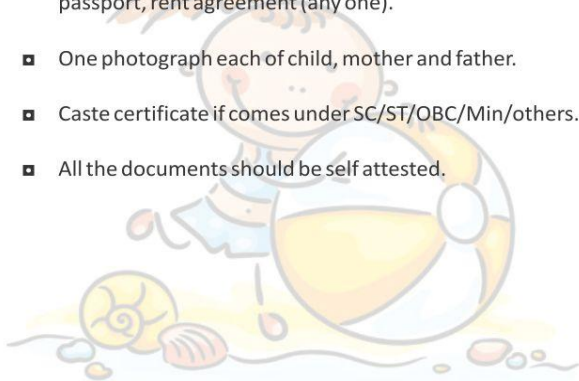 passport, rent agreement (any one).
One photograph each of child, mother and father.
Caste certificate if comes under SC/ST/OBC/Min/others.
All the documents should be self attested.